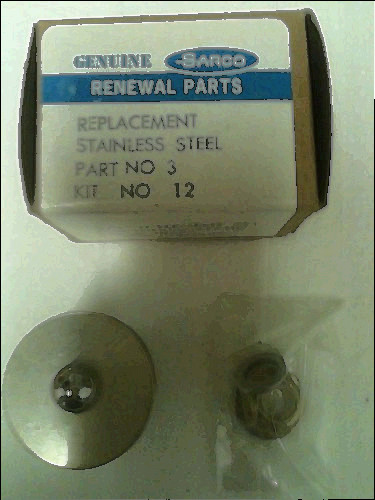 GENUINE SARCO
RENEWAL PARTS
REPLACEMENT
STAINLESS STEEL
PART NO 3
KIT NO 12